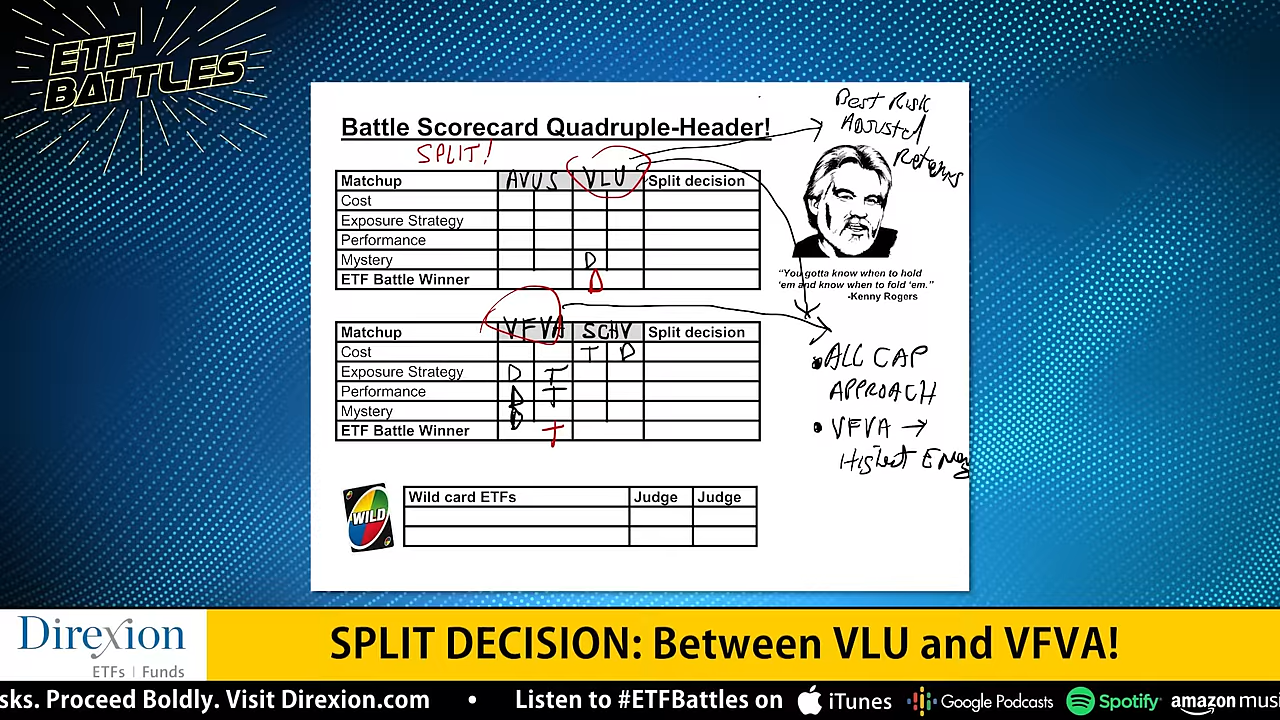 ETF
BATTLES
Battle Scorecard Quadruple-Header!
SPLIT!
Best Risk
Adjusted
Returns
Matchup AVUS VLU Split decision
Cost
Exposure Strategy
Performance
Mystery D
ETF Battle Winner D
"You gotta know when to hold
'em and know when to fold 'em."
-Kenny Rogers
Matchup VFVA SCHV Split decision
Cost T D
Exposure Strategy D T
Performance D T
Mystery D
ETF Battle Winner T
• ALL CAP
APPROACH
• VFVA →
Highest
WILD
Wild card ETFs Judge Judge
Direxion
ETFs | Funds
SPLIT DECISION: Between VLU and VFVA!
sks. Proceed Boldly. Visit Direxion.com • Listen to #ETFBattles on iTunes Google Podcasts Spotify amazon mus